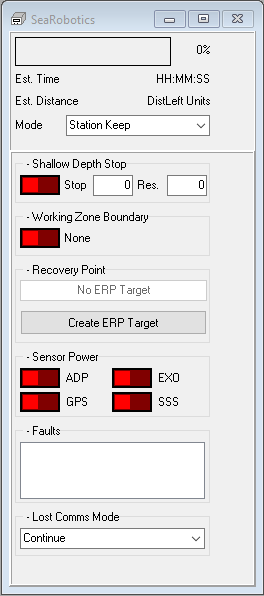 SeaRobotics
0%
Est. Time HH:MM:SS
Est. Distance DistLeft Units
Mode Station Keep
- Shallow Depth Stop
Stop 0 Res. 0
- Working Zone Boundary
None
- Recovery Point
No ERP Target
Create ERP Target
- Sensor Power
ADP EXO
GPS SSS
- Faults
- Lost Comms Mode
Continue